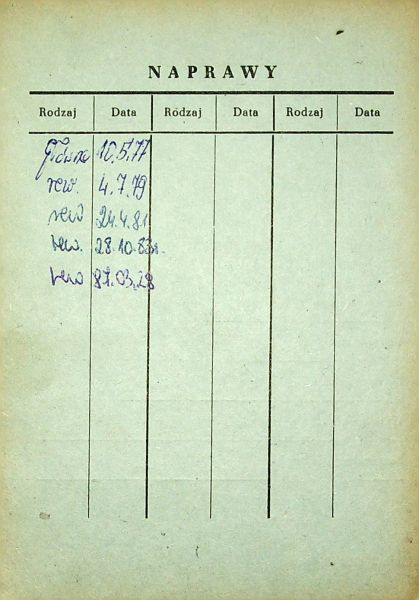 NAPRAWY
Rodzaj Data Rodzaj Data Rodzaj Data
główna 10.5.77
rew. 4.7.79
rew 24.4.81
rew. 28.10.83r.
rew 87.03.28